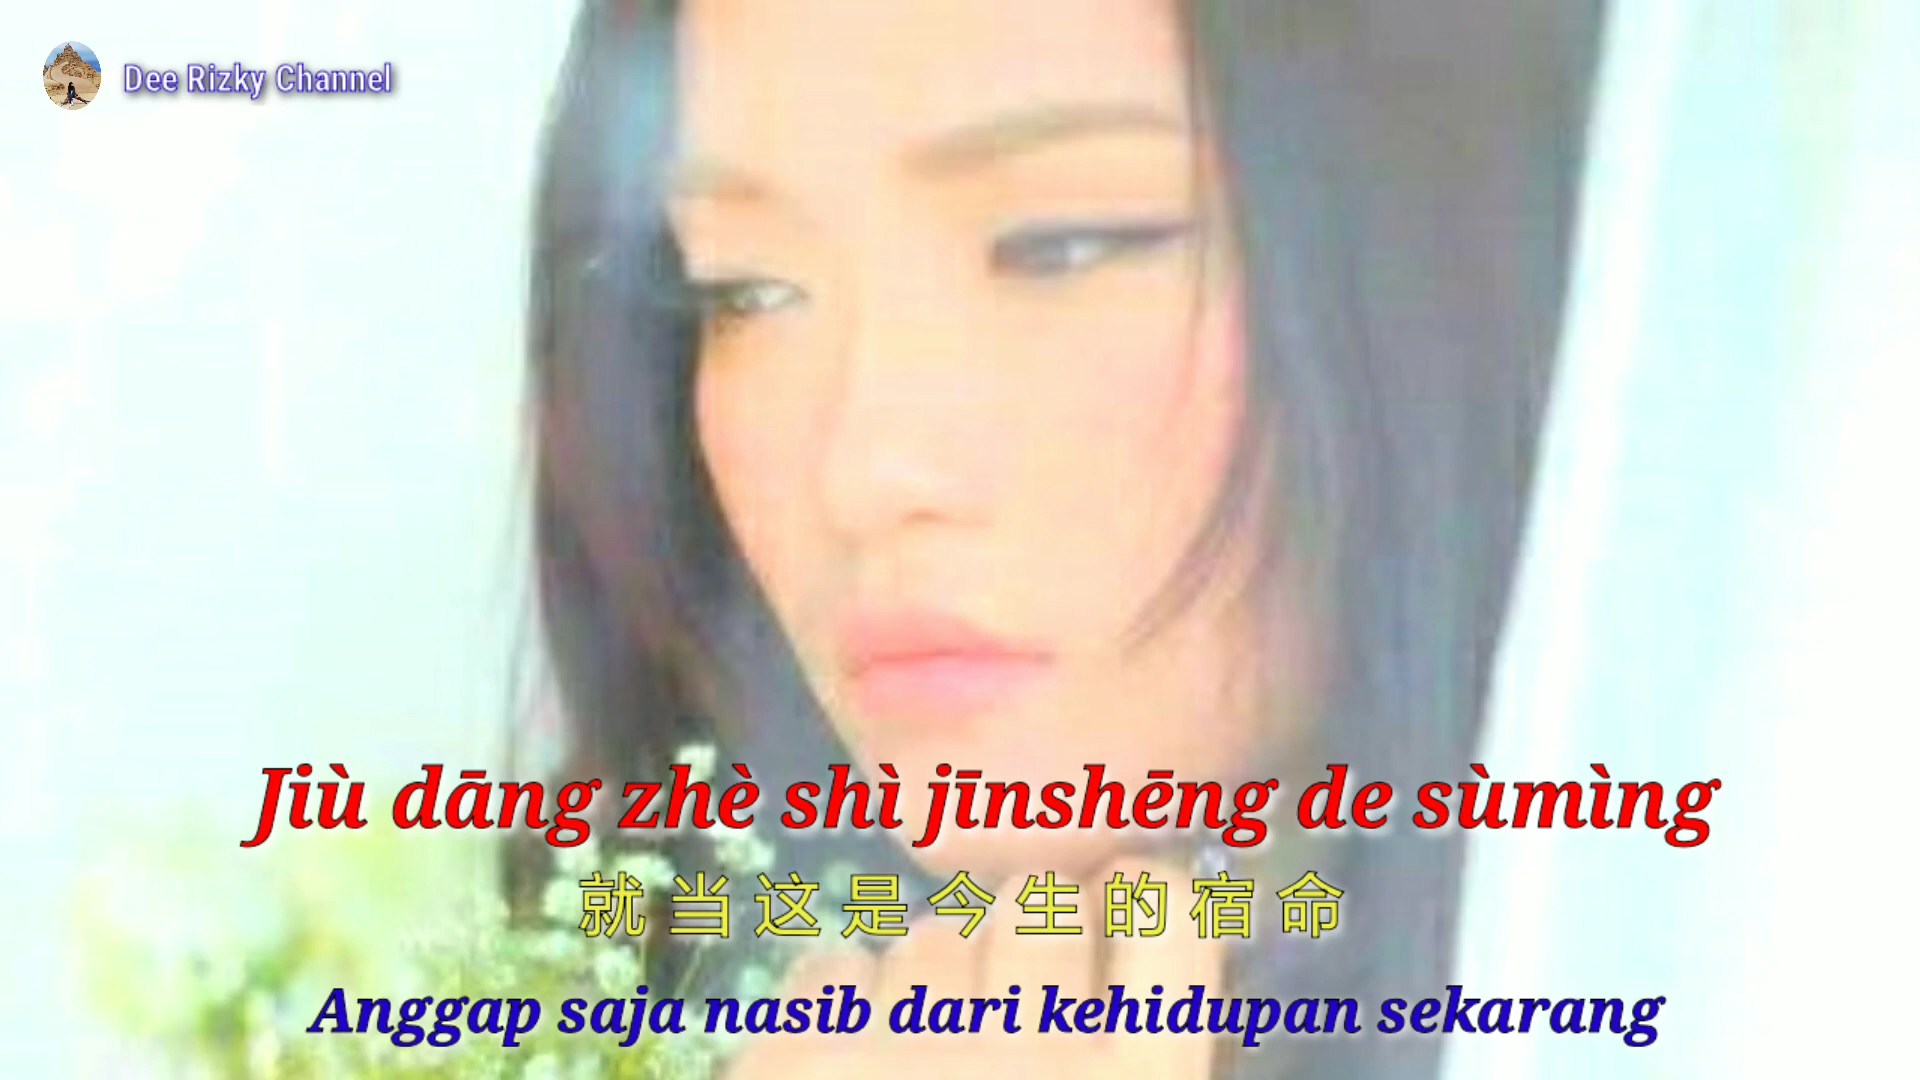 Dee Rizky Channel
Jiù dāng zhè shì jīnshēng de sùmìng
就当这是今生的宿命
Anggap saja nasib dari kehidupan sekarang